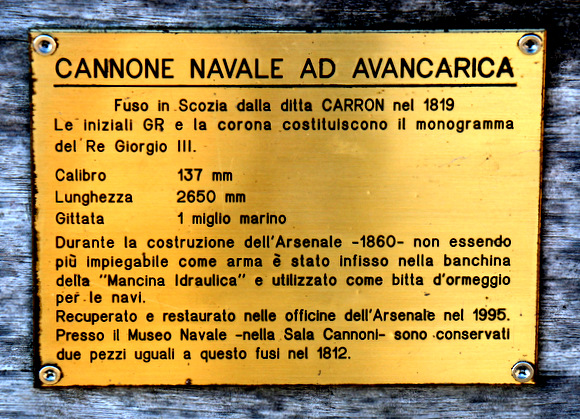 CANNONE NAVALE AD AVANCARICA
Fuso in Scozia dalla ditta CARRON nel 1819
Le iniziali GR e la corona costituiscono il monogramma
del Re Giorgio III.
Calibro 137 mm
Lunghezza 2650 mm
Gittata 1 miglio marino
Durante la costruzione dell'Arsenale -1860- non essendo
più impiegabile come arma è stato infisso nella banchina
della "Mancina Idraulica" e utilizzato come bitta d'ormeggio
per le navi.
Recuperato e restaurato nelle officine dell'Arsenale nel 1995.
Presso il Museo Navale -nella Sala Cannoni- sono conservati
due pezzi uguali a questo fusi nel 1812.